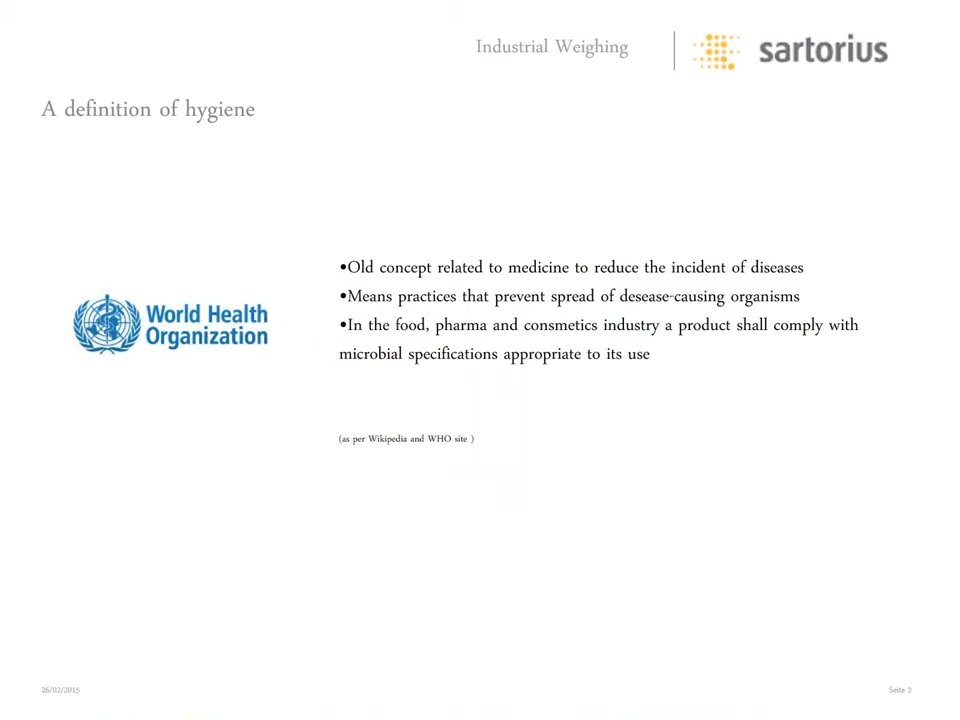 Industrial Weighing
sartorius
A definition of hygiene
•Old concept related to medicine to reduce the incident of diseases
•Means practices that prevent spread of desease-causing organisms
•In the food, pharma and consmetics industry a product shall comply with
microbial specifications appropriate to its use
World Health
Organization
(as per Wikipedia and WHO site )
26/02/2015
Seite 2